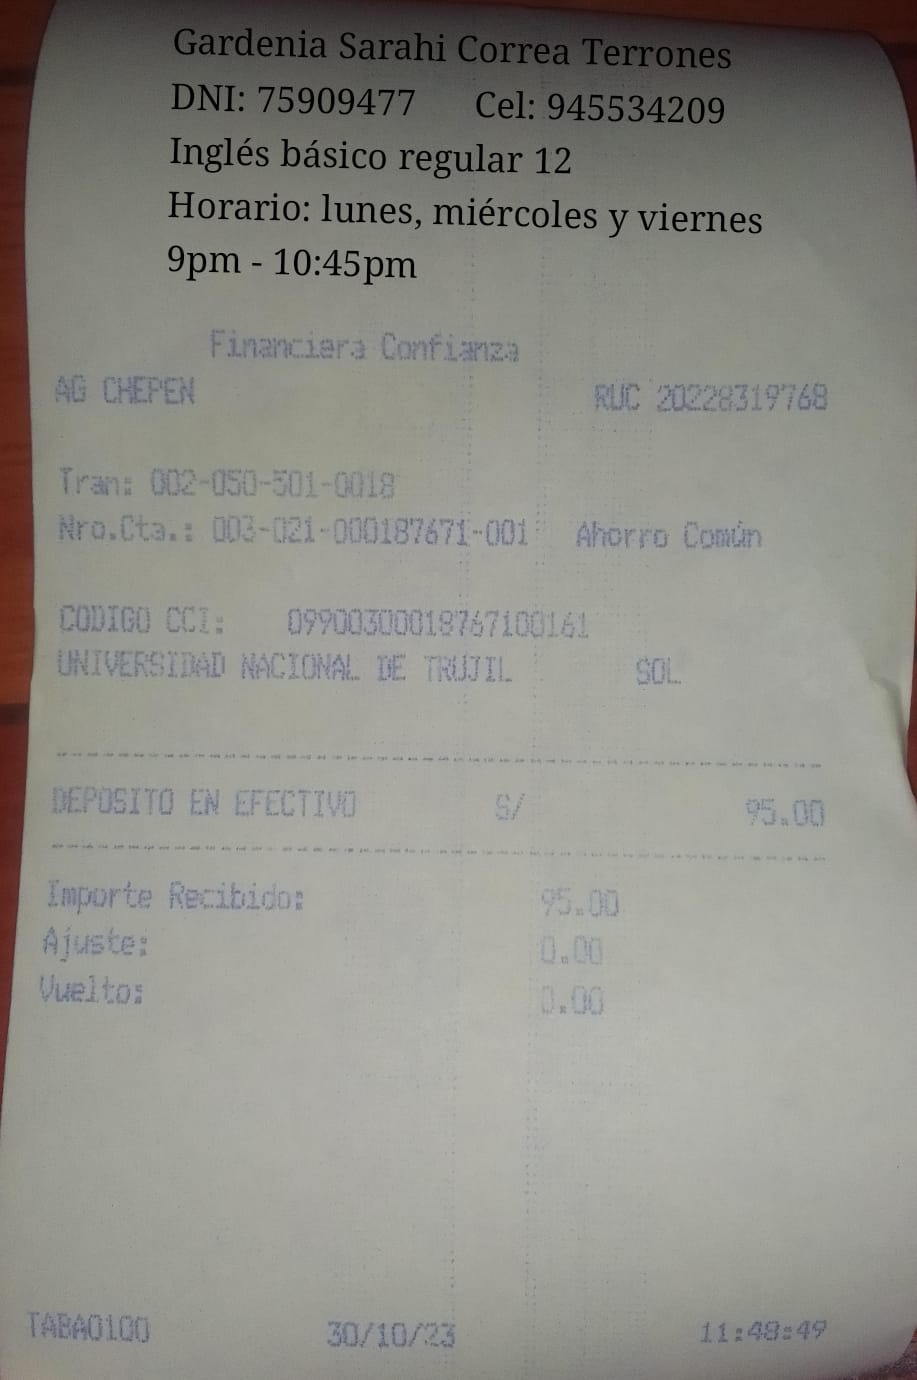 Gardenia Sarahi Correa Terrones
DNI: 75909477 Cel: 945534209
Inglés básico regular 12
Horario: lunes, miércoles y viernes
9pm - 10:45pm
Financiera Confianza
AG CHEPEN RUC 20228319768
Tran: 002-050-501-0018
Nro.Cta.: 003-021-000187671-001 Ahorro Común
CODIGO CCI: 09900300018767100161
UNIVERSIDAD NACIONAL DE TRUJIL SOL
DEPOSITO EN EFECTIVO S/ 95.00
Importe Recibido: 95.00
Ajuste: 0.00
Vuelto: 0.00
TABA0100 30/10/23 11:48:49